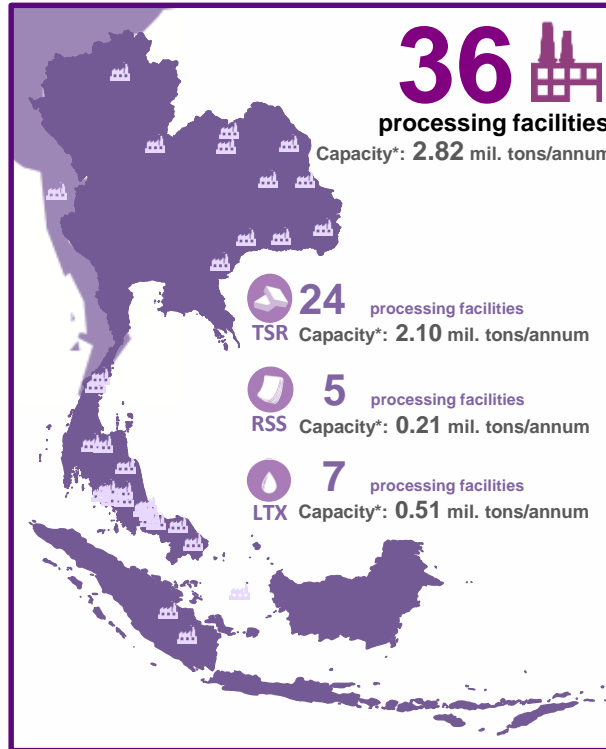 36
processing facilities
Capacity*: 2.82 mil. tons/annum
24 processing facilities
TSR Capacity*: 2.10 mil. tons/annum
5 processing facilities
RSS Capacity*: 0.21 mil. tons/annum
7 processing facilities
LTX Capacity*: 0.51 mil. tons/annum